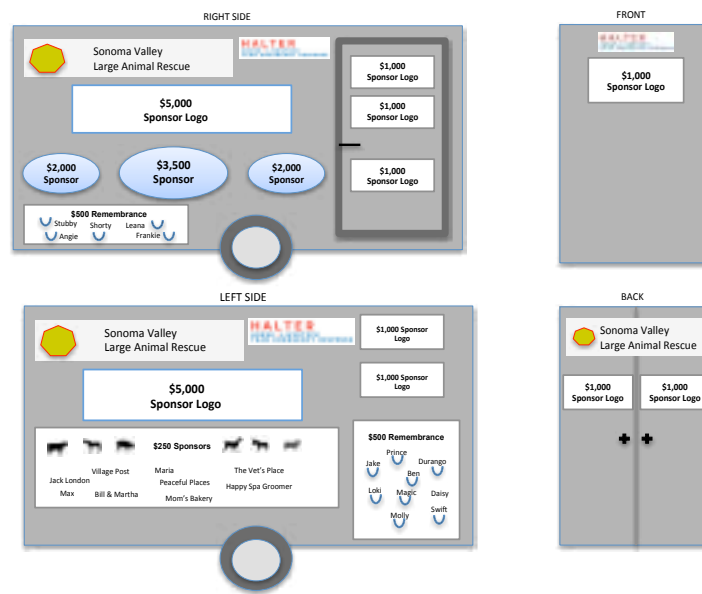 RIGHT SIDE
HALTER
Sonoma Valley
Large Animal Rescue
$5,000
Sponsor Logo
$2,000
Sponsor
$3,500
Sponsor
$2,000
Sponsor
$500 Remembrance
Stubby Shorty Leana
Angie Frankie
$1,000
Sponsor Logo
$1,000
Sponsor Logo
$1,000
Sponsor Logo
FRONT
HALTER
$1,000
Sponsor Logo
LEFT SIDE
Sonoma Valley
Large Animal Rescue
HALTER
$1,000 Sponsor
Logo
$1,000 Sponsor
Logo
$5,000
Sponsor Logo
$250 Sponsors
Village Post Maria The Vet's Place
Jack London Peaceful Places Happy Spa Groomer
Max Bill & Martha Mom's Bakery
$500 Remembrance
Prince
Jake Durango
Ben
Loki Magic Daisy
Molly Swift
BACK
Sonoma Valley
Large Animal Rescue
$1,000
Sponsor Logo
$1,000
Sponsor Logo